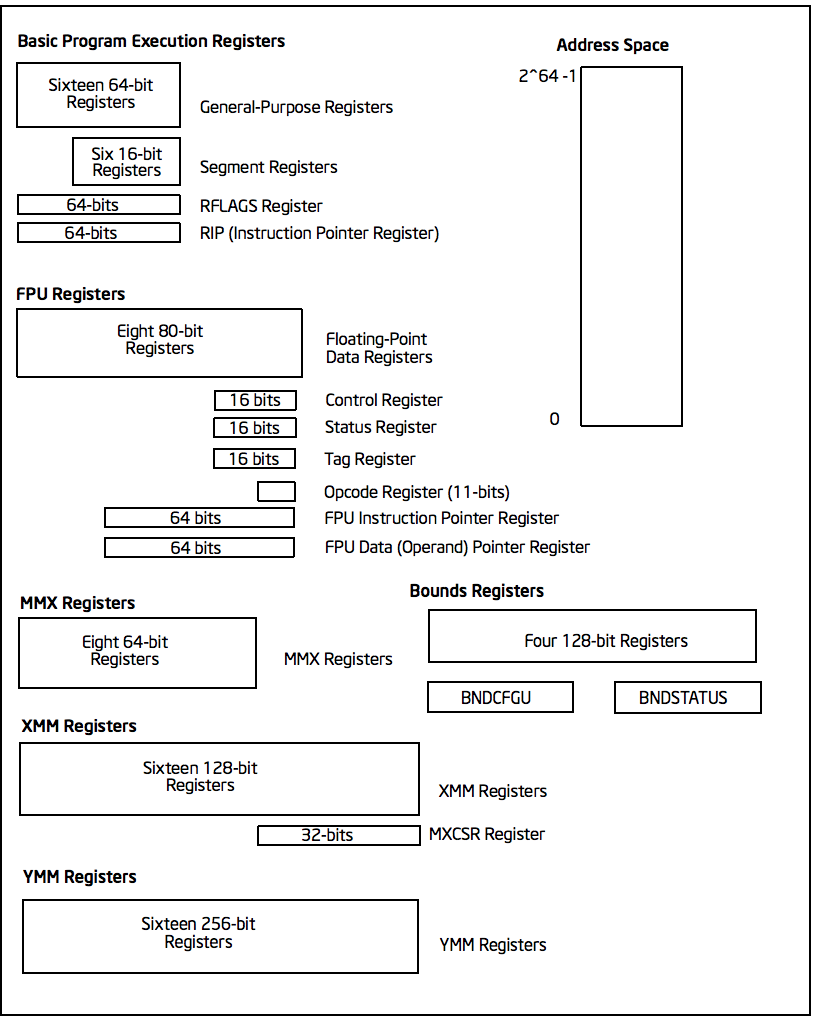 Basic Program Execution Registers
Address Space
2^64 -1
Sixteen 64-bit
Registers
General-Purpose Registers
Six 16-bit
Registers
Segment Registers
64-bits
RFLAGS Register
64-bits
RIP (Instruction Pointer Register)
FPU Registers
Eight 80-bit
Registers
Floating-Point
Data Registers
16 bits
Control Register
0
16 bits
Status Register
16 bits
Tag Register
Opcode Register (11-bits)
64 bits
FPU Instruction Pointer Register
64 bits
FPU Data (Operand) Pointer Register
MMX Registers
Eight 64-bit
Registers
MMX Registers
Bounds Registers
Four 128-bit Registers
BNDCFGU
BNDSTATUS
XMM Registers
Sixteen 128-bit
Registers
XMM Registers
32-bits
MXCSR Register
YMM Registers
Sixteen 256-bit
Registers
YMM Registers